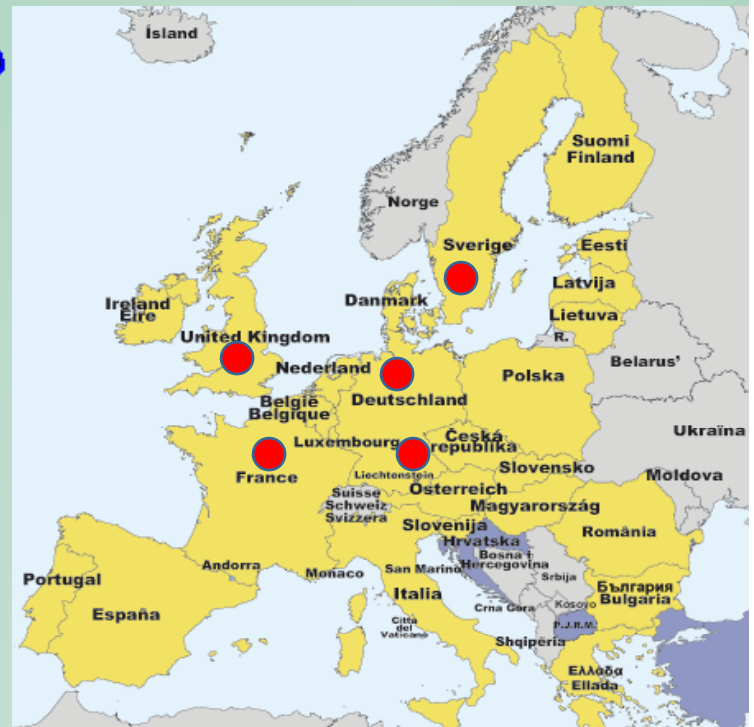 Ísland
Suomi
Finland
Norge
Sverige
Eesti
Latvija
Danmark
Ireland
Éire
Lietuva
R.
United Kingdom
Belarus'
Nederland
Polska
Deutschland
België
Belgique
Ukraïna
Luxembourg
Česká
republika
Slovensko
Moldova
France
Liechtenstein
Österreich
Suisse
Schweiz
Svizzera
Magyarország
Slovenija
România
Hrvatska
Bosna i
Hercegovina
Andorra
Monaco
San Marino
Srbija
Portugal
España
Italia
България
Bulgaria
Crna Gora
Kosovo
Città
del
Vaticano
P.J.R.M.
Shqiperia
Ελλάδα
Ellada